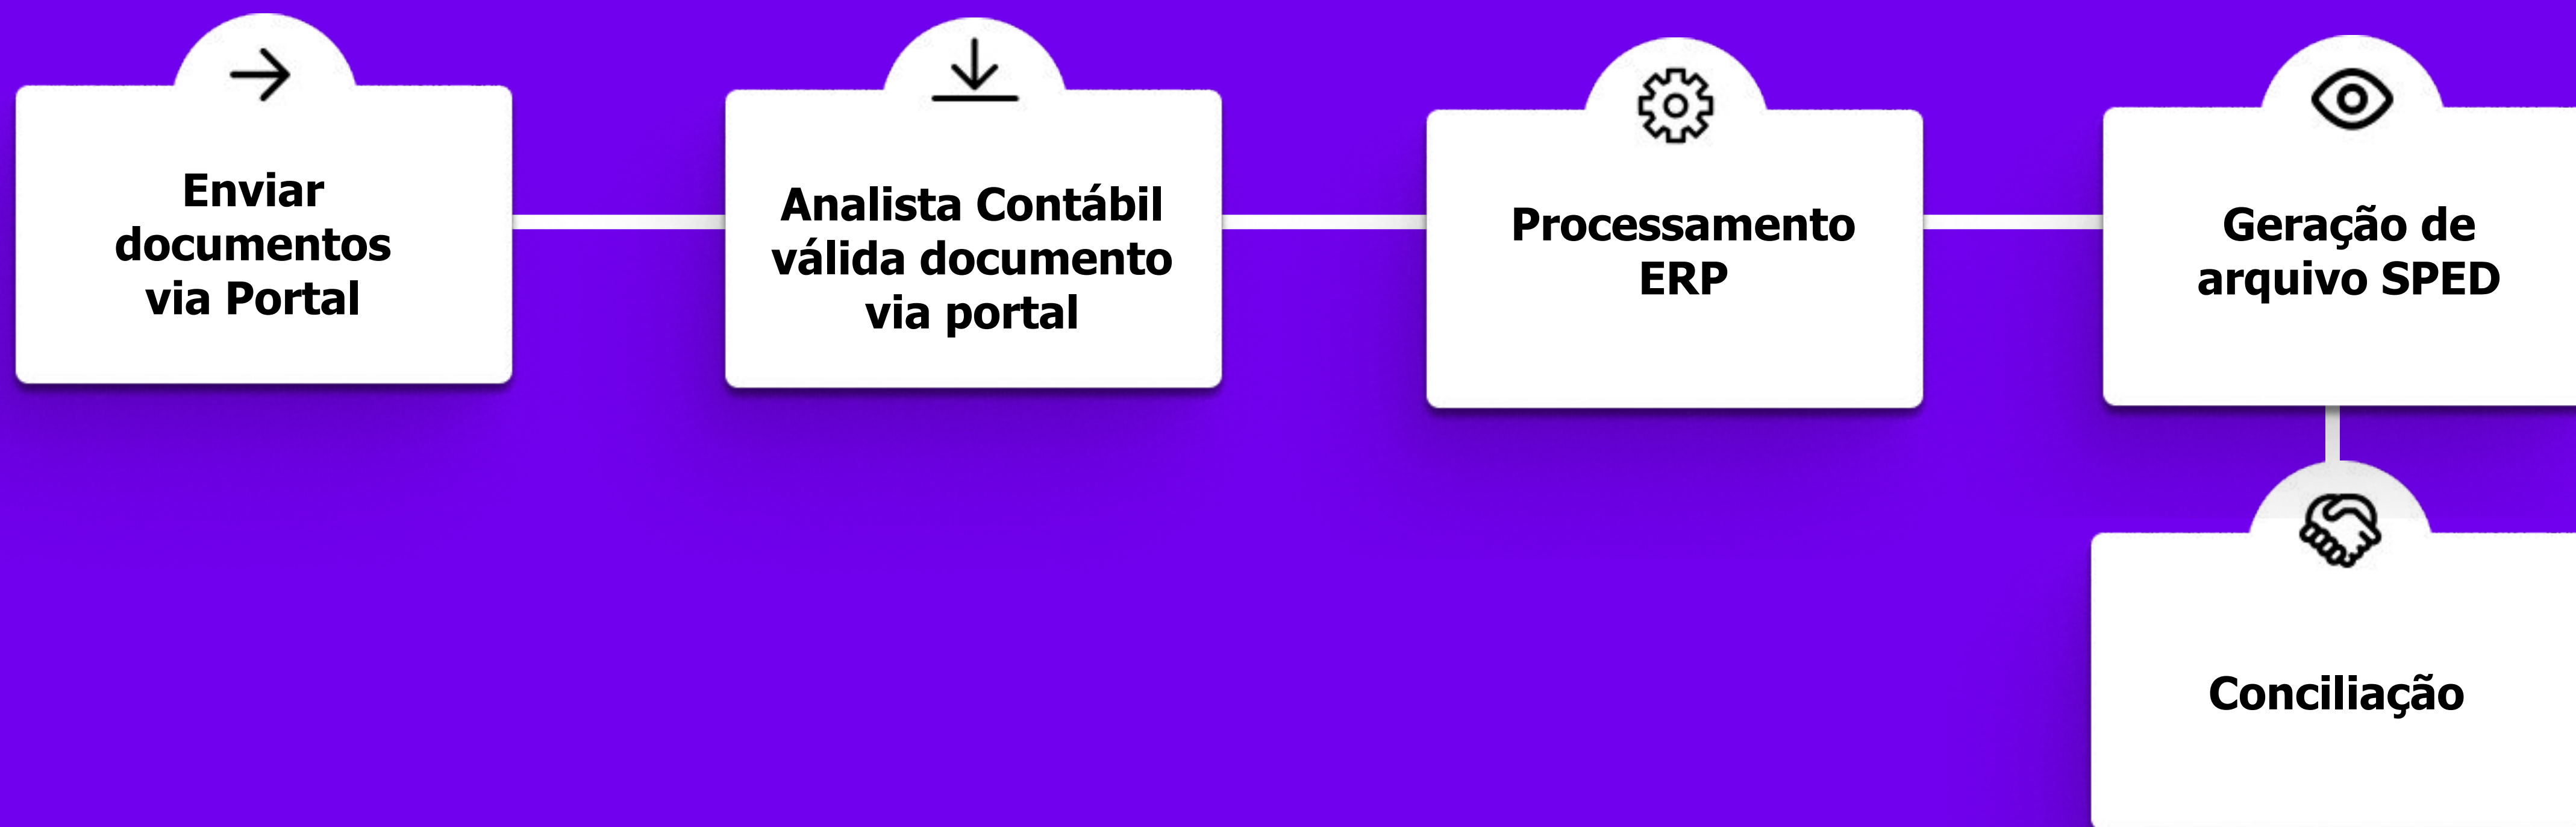 Enviar
documentos
via Portal
Analista Contábil
válida documento
via portal
Processamento
ERP
Geração de
arquivo SPED
Conciliação